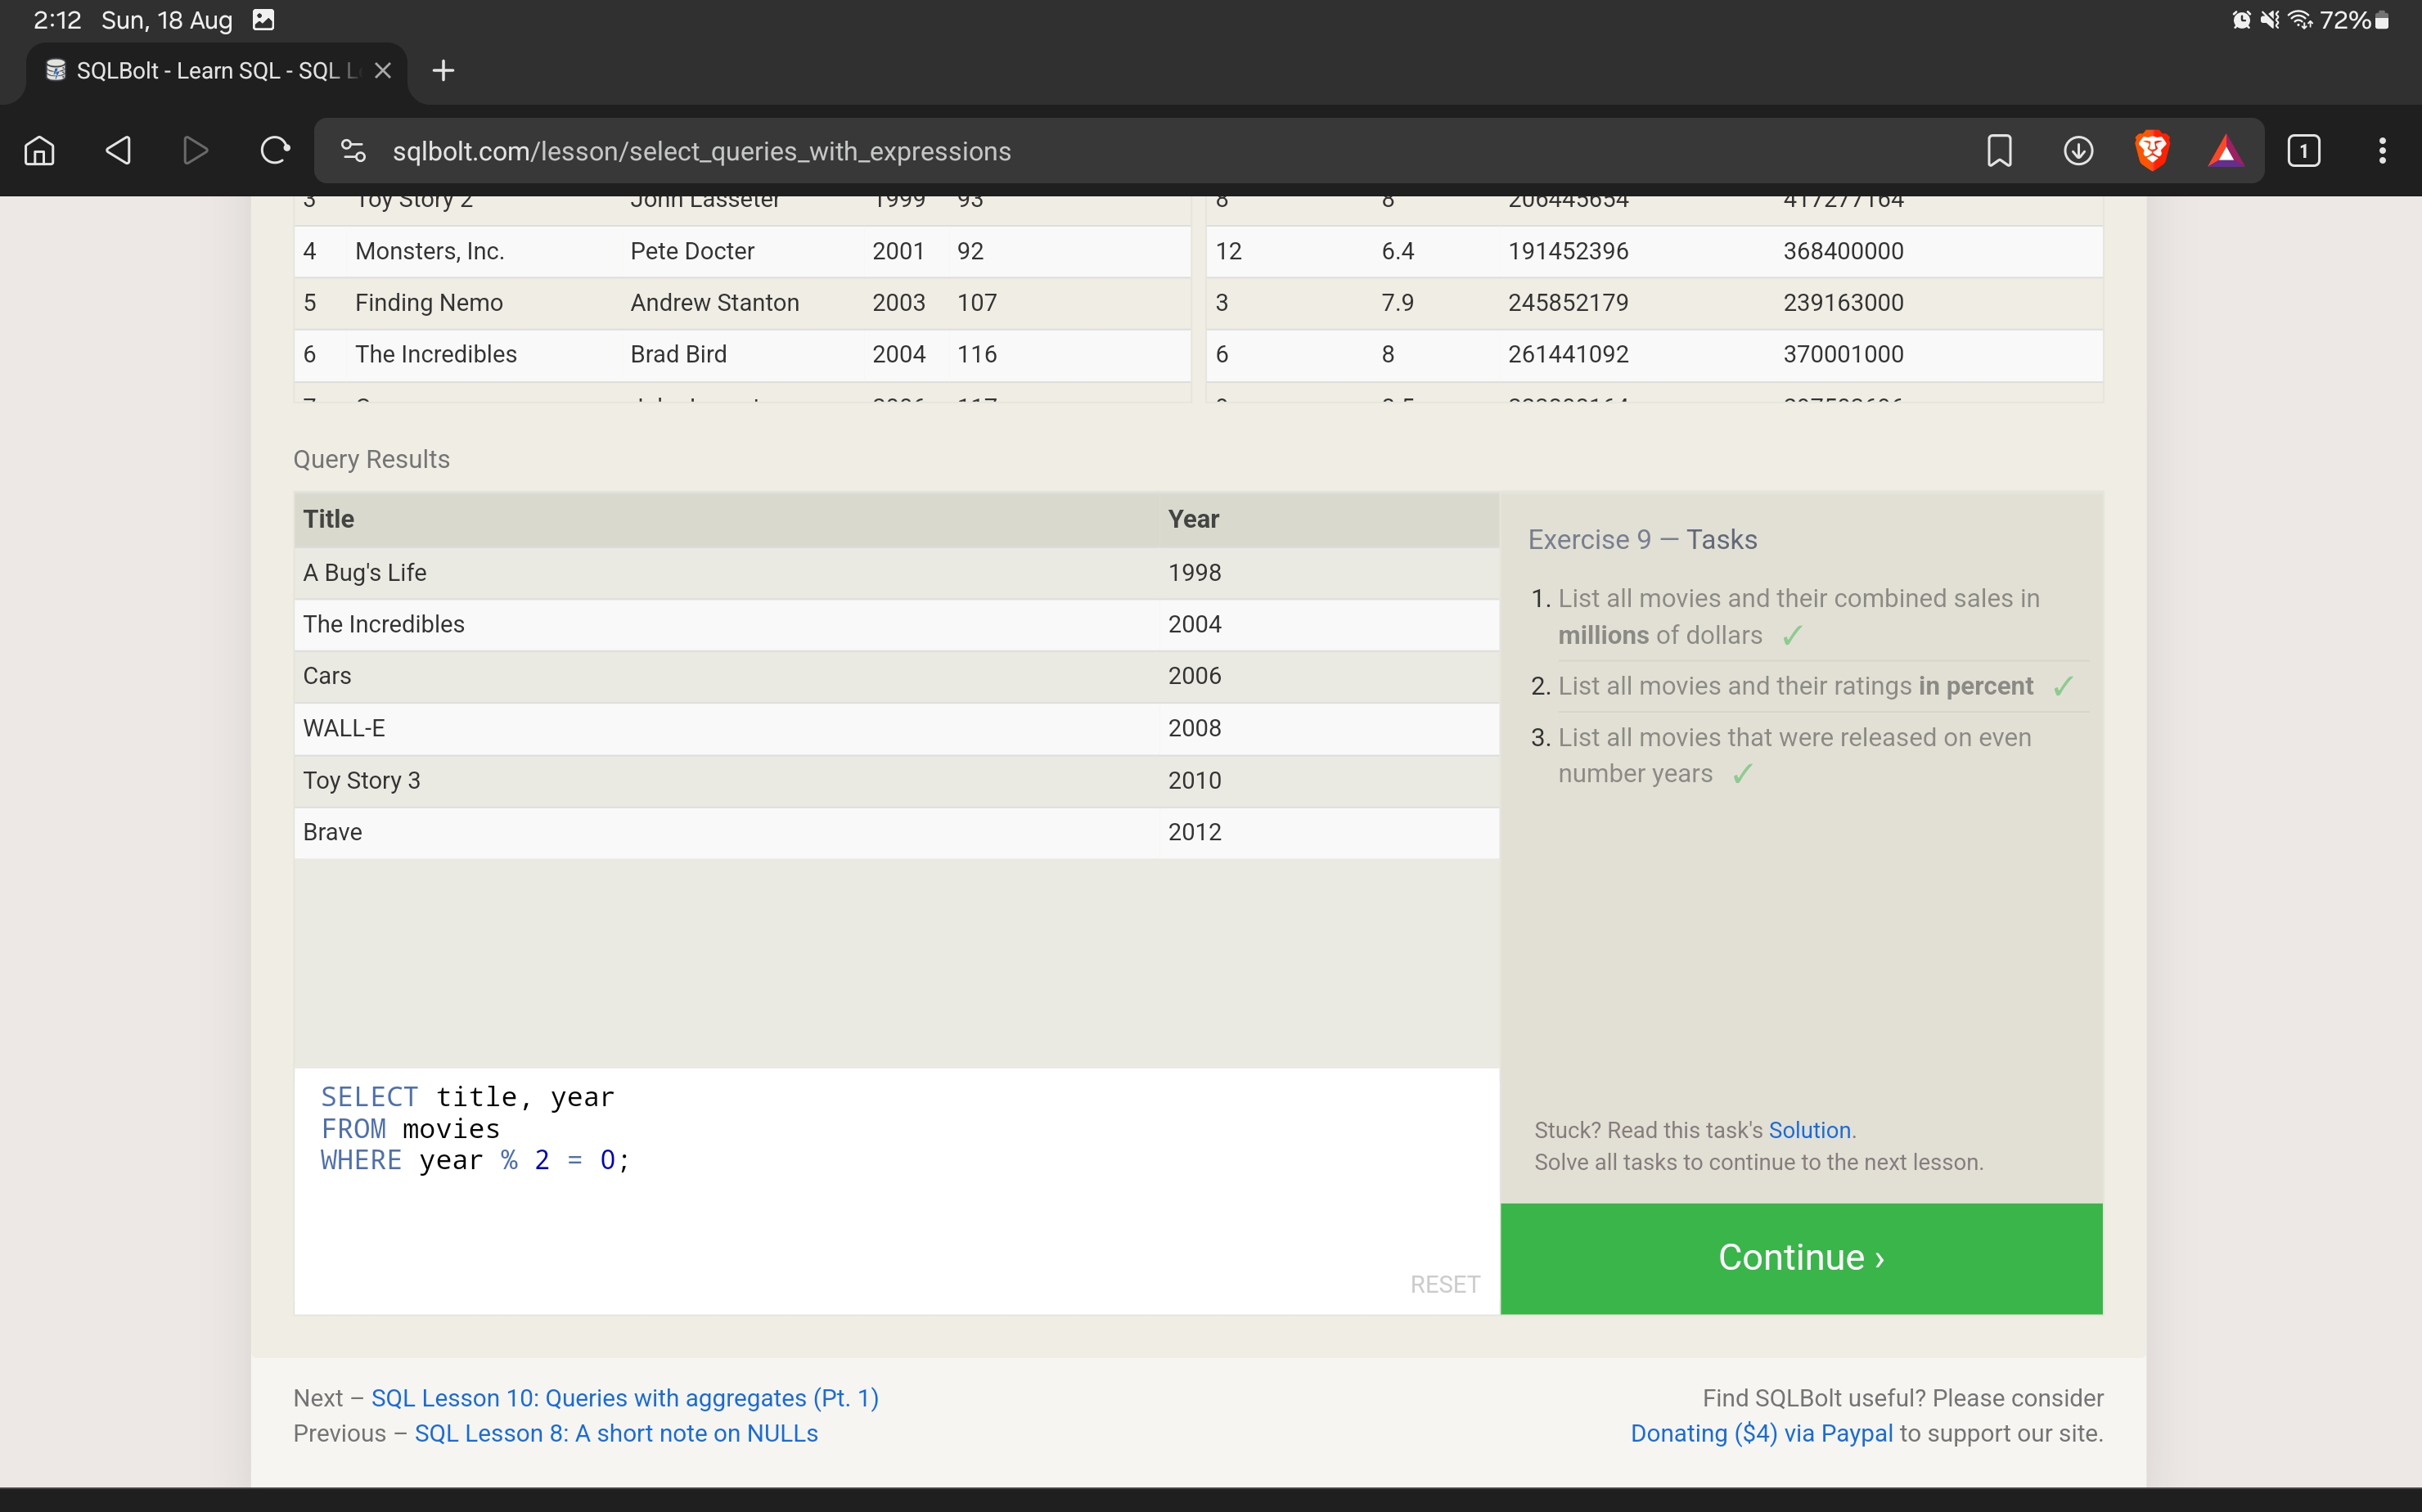 2:12 Sun, 18 Aug 72%
SQLBolt - Learn SQL - SQL L
sqlbolt.com/lesson/select_queries_with_expressions
1
3 Toy Story 2 John Lasseter 1999 93 8 8 206445654 417277164
4 Monsters, Inc. Pete Docter 2001 92 12 6.4 191452396 368400000
5 Finding Nemo Andrew Stanton 2003 107 3 7.9 245852179 239163000
6 The Incredibles Brad Bird 2004 116 6 8 261441092 370001000
Query Results
Title Year
A Bug's Life 1998
The Incredibles 2004
Cars 2006
WALL-E 2008
Toy Story 3 2010
Brave 2012
SELECT title, year
FROM movies
WHERE year % 2 = 0;
RESET
Exercise 9 — Tasks
1. List all movies and their combined sales in
millions of dollars ✓
2. List all movies and their ratings in percent ✓
3. List all movies that were released on even
number years ✓
Stuck? Read this task's Solution.
Solve all tasks to continue to the next lesson.
Continue ›
Next – SQL Lesson 10: Queries with aggregates (Pt. 1)
Previous – SQL Lesson 8: A short note on NULLs
Find SQLBolt useful? Please consider
Donating ($4) via Paypal to support our site.